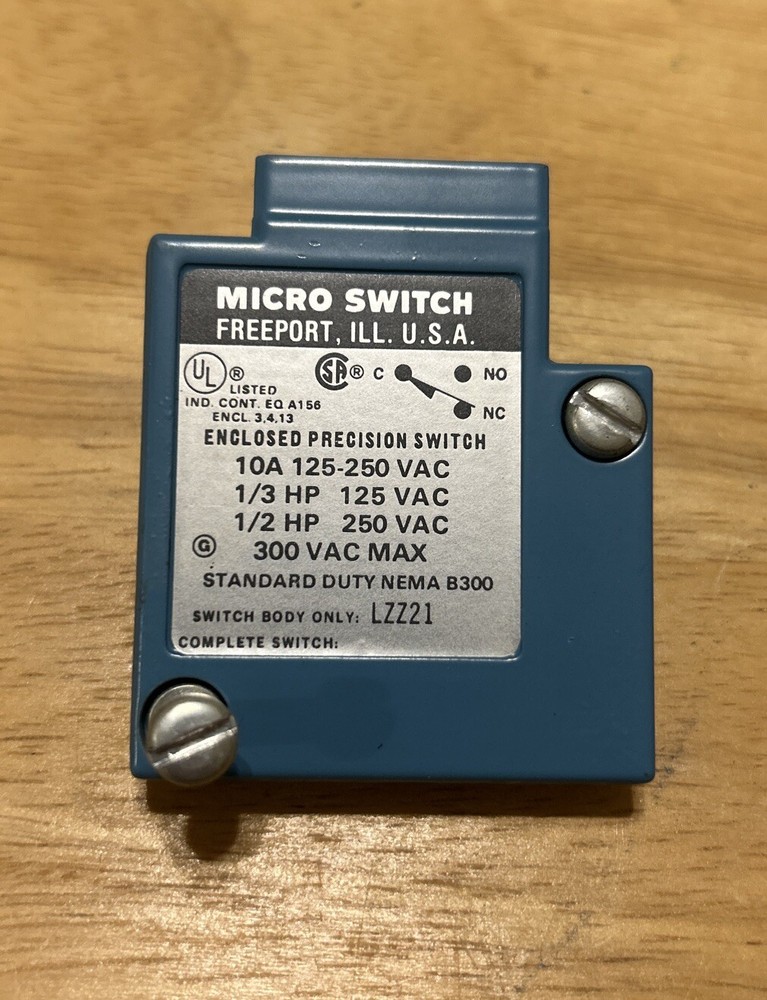 MICRO SWITCH
FREEPORT, ILL. U.S.A.
UL ® SA ® C NO
LISTED
IND. CONT. EQ A156 NC
ENCL. 3,4,13
ENCLOSED PRECISION SWITCH
10A 125-250 VAC
1/3 HP 125 VAC
1/2 HP 250 VAC
G 300 VAC MAX
STANDARD DUTY NEMA B300
SWITCH BODY ONLY: LZZ21
COMPLETE SWITCH: